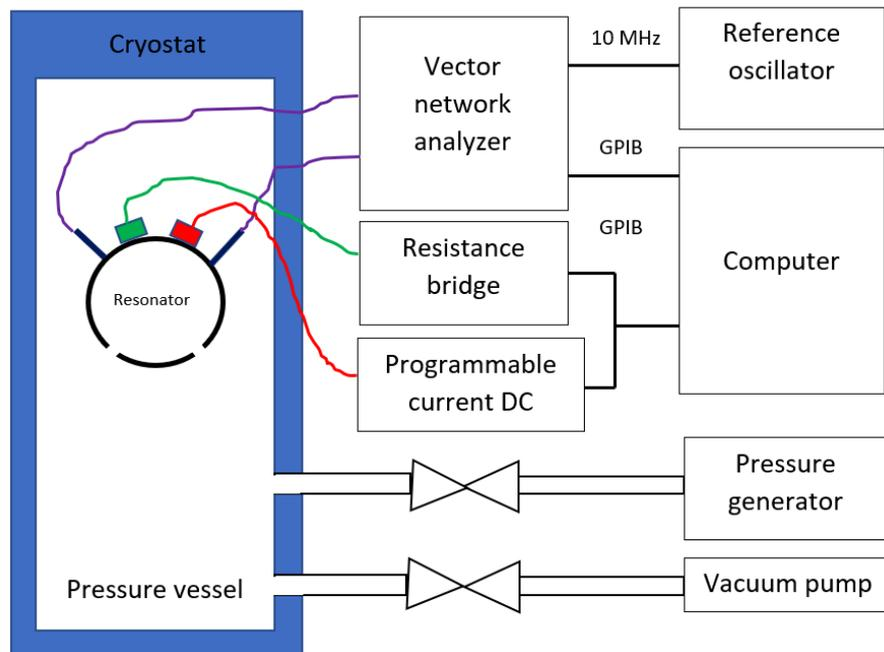 Cryostat
Vector
network
analyzer
10 MHz
Reference
oscillator
GPIB
GPIB
Computer
Resonator
Resistance
bridge
Programmable
current DC
Pressure
generator
Pressure vessel
Vacuum pump